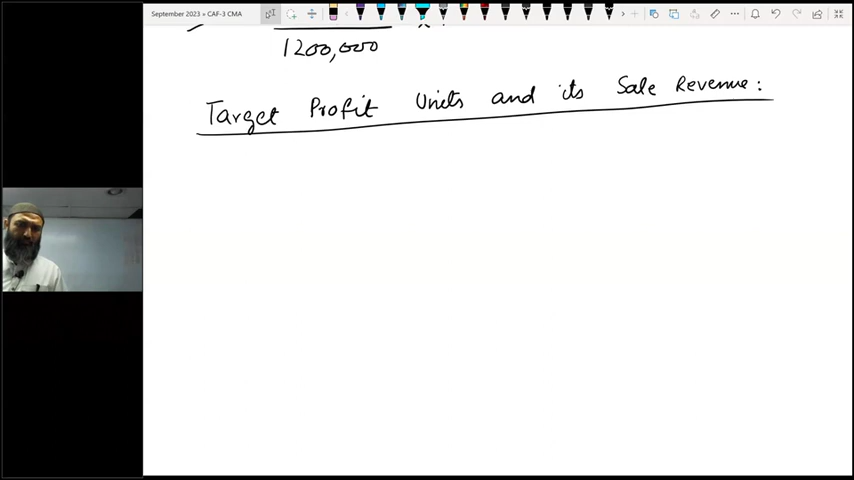 September 2023 » CAF-3 CMA
1200,000
Target Profit Units and its Sale Revenue: